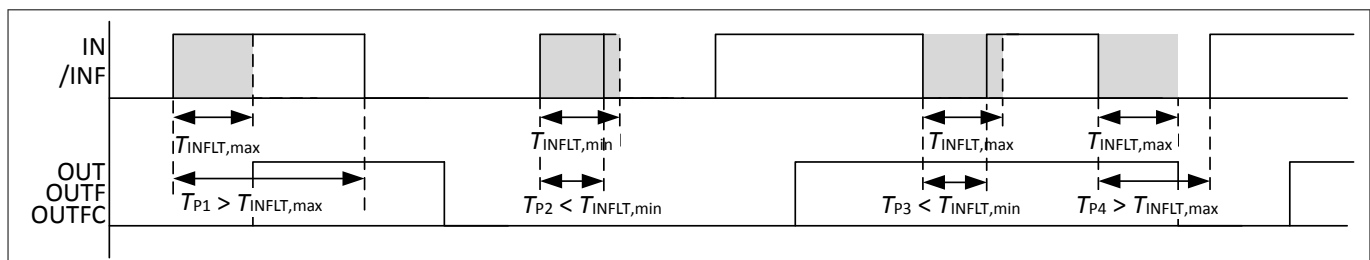 IN
/INF
TINFLT,max
TINFLT,min
TINFLT,max
TINFLT,max
OUT
OUTF
OUTFC
TP1 > TINFLT,max
TP2 < TINFLT,min
TP3 < TINFLT,min
TP4 > TINFLT,max